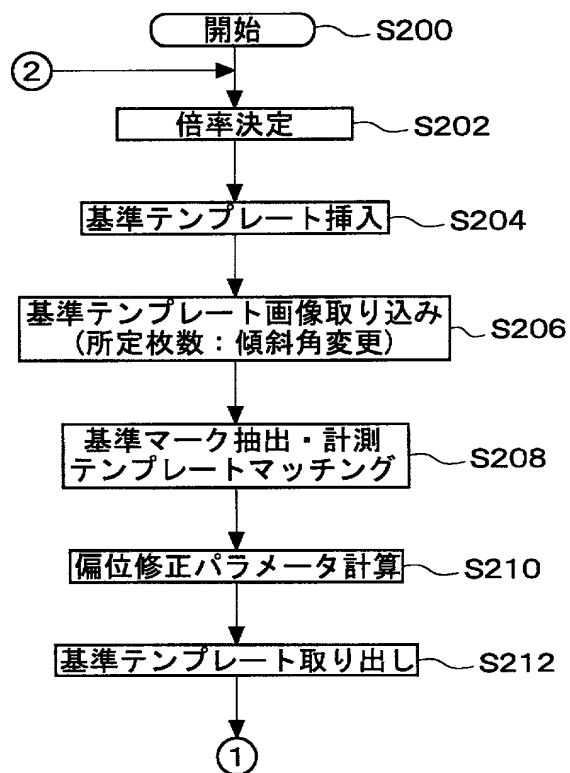 開始
S200
②
倍率決定
S202
基準テンプレート挿入
S204
基準テンプレート画像取り込み
(所定枚数：傾斜角変更)
S206
基準マーク抽出・計測
テンプレートマッチング
S208
偏位修正パラメータ計算
S210
基準テンプレート取り出し
S212
①